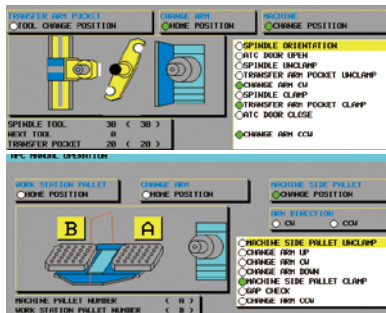 TRANSFER ARM POCKET
TOOL CHANGE POSITION
CHANGE ARM
HOME POSITION
MACHINE
CHANGE POSITION
SPINDLE ORIENTATION
ATC DOOR OPEN
SPINDLE UNCLAMP
TRANSFER ARM POCKET UNCLAMP
CHANGE ARM CW
SPINDLE CLAMP
TRANSFER ARM POCKET CLAMP
ATC DOOR CLOSE
CHANGE ARM CCW
SPINDLE TOOL 30 ( 30 )
NEXT TOOL 0
TRANSFER POCKET 20 ( 20 )
APC MANUAL OPERATION
WORK STATION PALLET
HOME POSITION
CHANGE ARM
HOME POSITION
MACHINE SIDE PALLET
CHANGE POSITION
ARM DIRECTION
CW CCW
B A
MACHINE SIDE PALLET UNCLAMP
CHANGE ARM UP
CHANGE ARM CW
CHANGE ARM DOWN
MACHINE SIDE PALLET CLAMP
GAP CHECK
CHANGE ARM CCW
MACHINE PALLET NUMBER ( A )
WORK STATION PALLET NUMBER ( B )